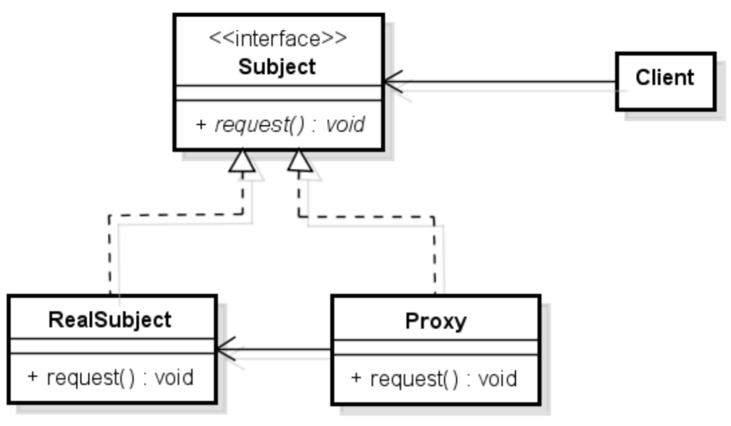 <<interface>>
Subject
+ request() : void
Client
RealSubject
+ request() : void
Proxy
+ request() : void